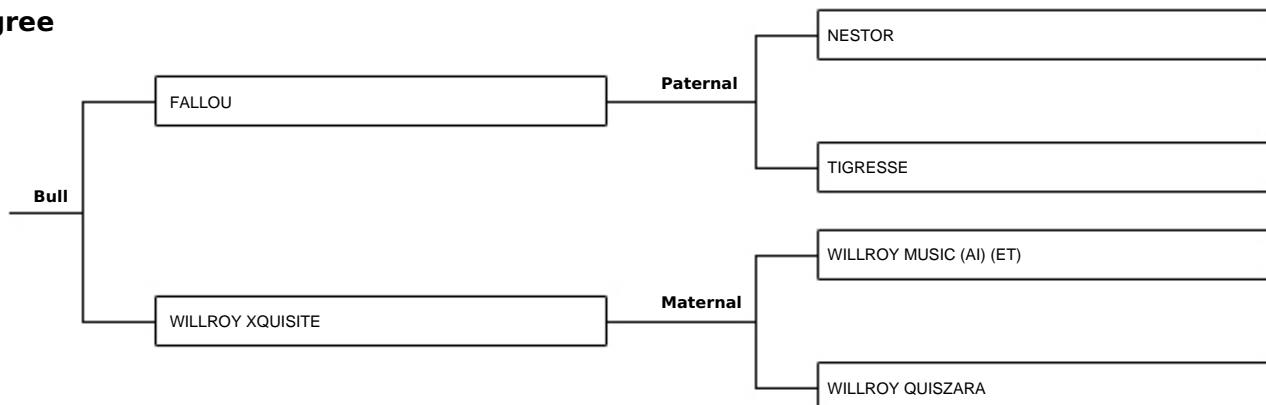 gree
NESTOR
Paternal
FALLOU
TIGRESSE
Bull
WILLROY MUSIC (AI) (ET)
Maternal
WILLROY XQUISITE
WILLROY QUISZARA